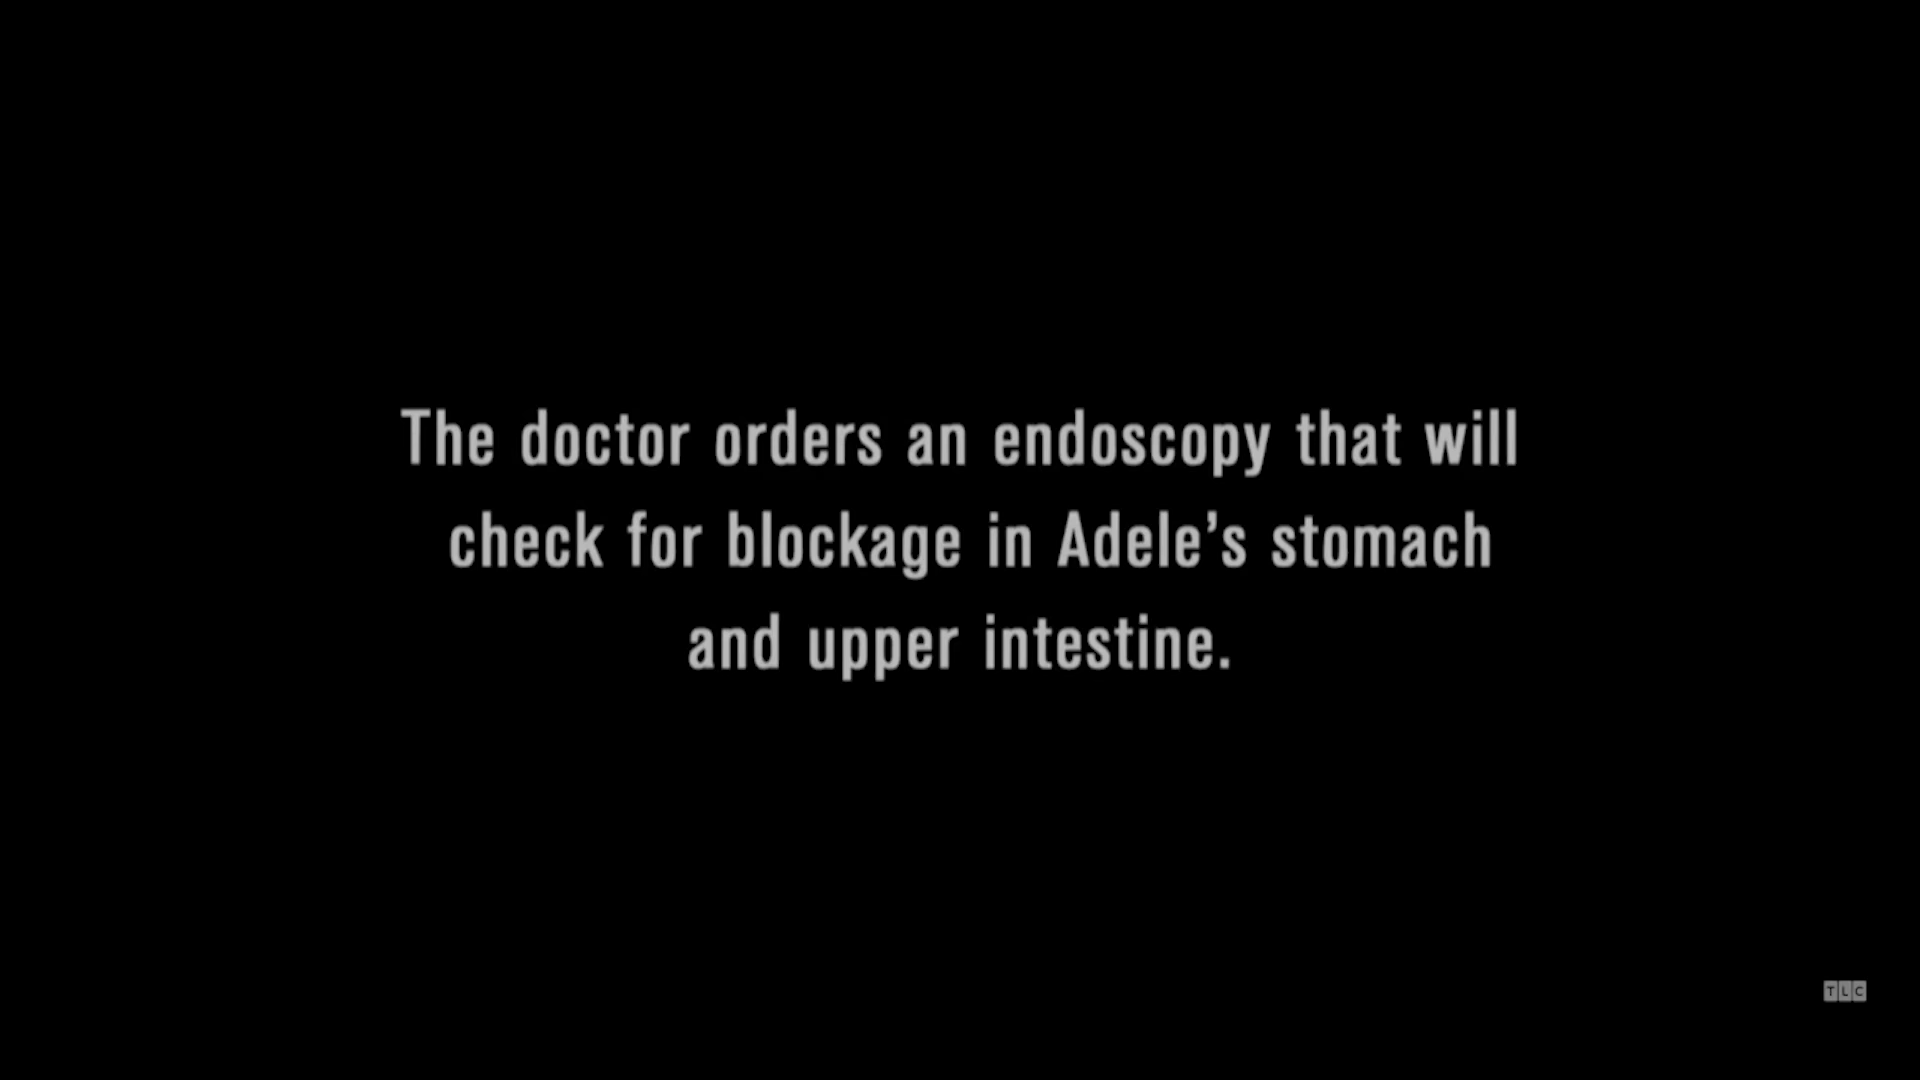 The doctor orders an endoscopy that will
check for blockage in Adele’s stomach
and upper intestine.
TLC